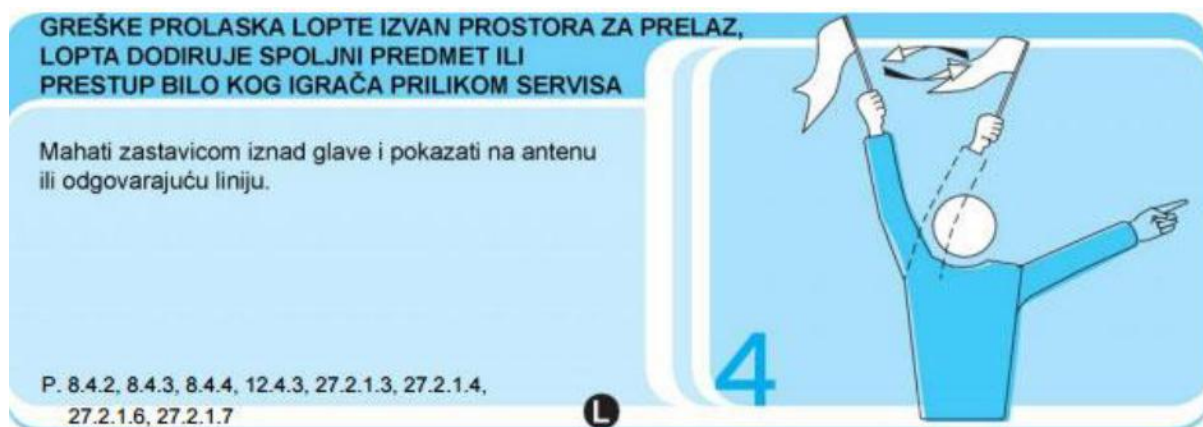 GREŠKE PROLASKA LOPTE IZVAN PROSTORA ZA PRELAZ,
LOPTA DODIRUJE SPOLJNI PREDMET ILI
PRESTUP BILO KOG IGRAČA PRILIKOM SERVISA
Mahati zastavicom iznad glave i pokazati na antenu
ili odgovarajuću liniju.
P. 8.4.2, 8.4.3, 8.4.4, 12.4.3, 27.2.1.3, 27.2.1.4,
27.2.1.6, 27.2.1.7
L
4